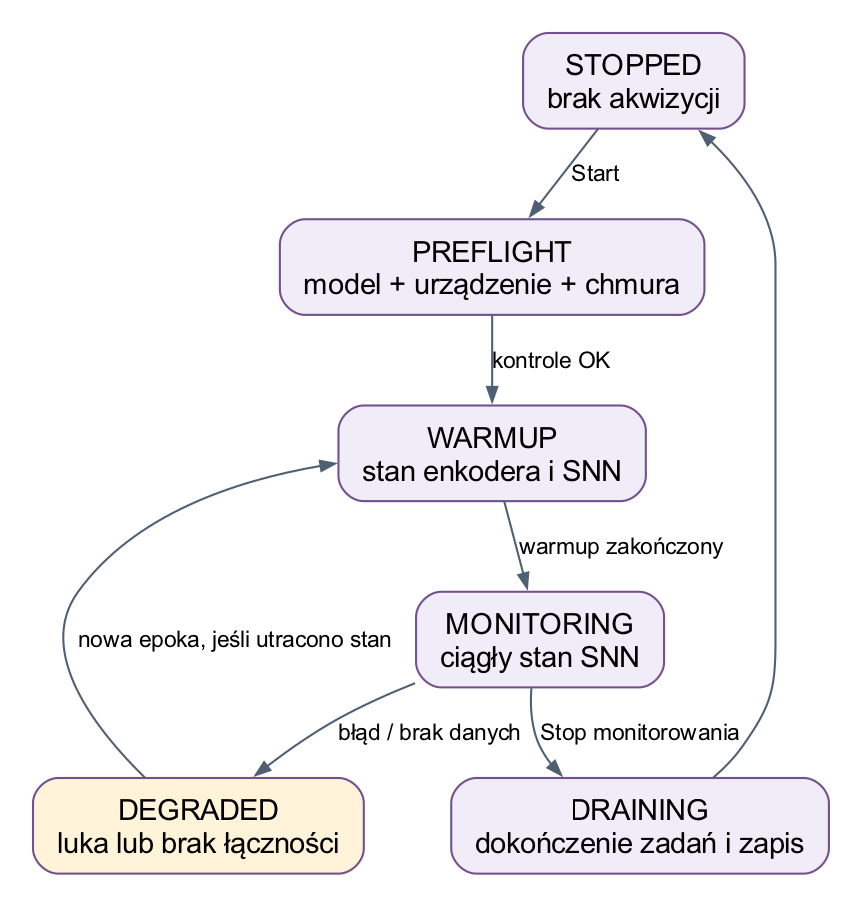 STOPPED
brak akwizycji
Start
PREFLIGHT
model + urządzenie + chmura
kontrole OK
WARMUP
stan enkodera i SNN
warmup zakończony
MONITORING
ciągły stan SNN
nowa epoka, jeśli utracono stan
błąd / brak danych
Stop monitorowania
DEGRADED
luka lub brak łączności
DRAINING
dokończenie zadań i zapis